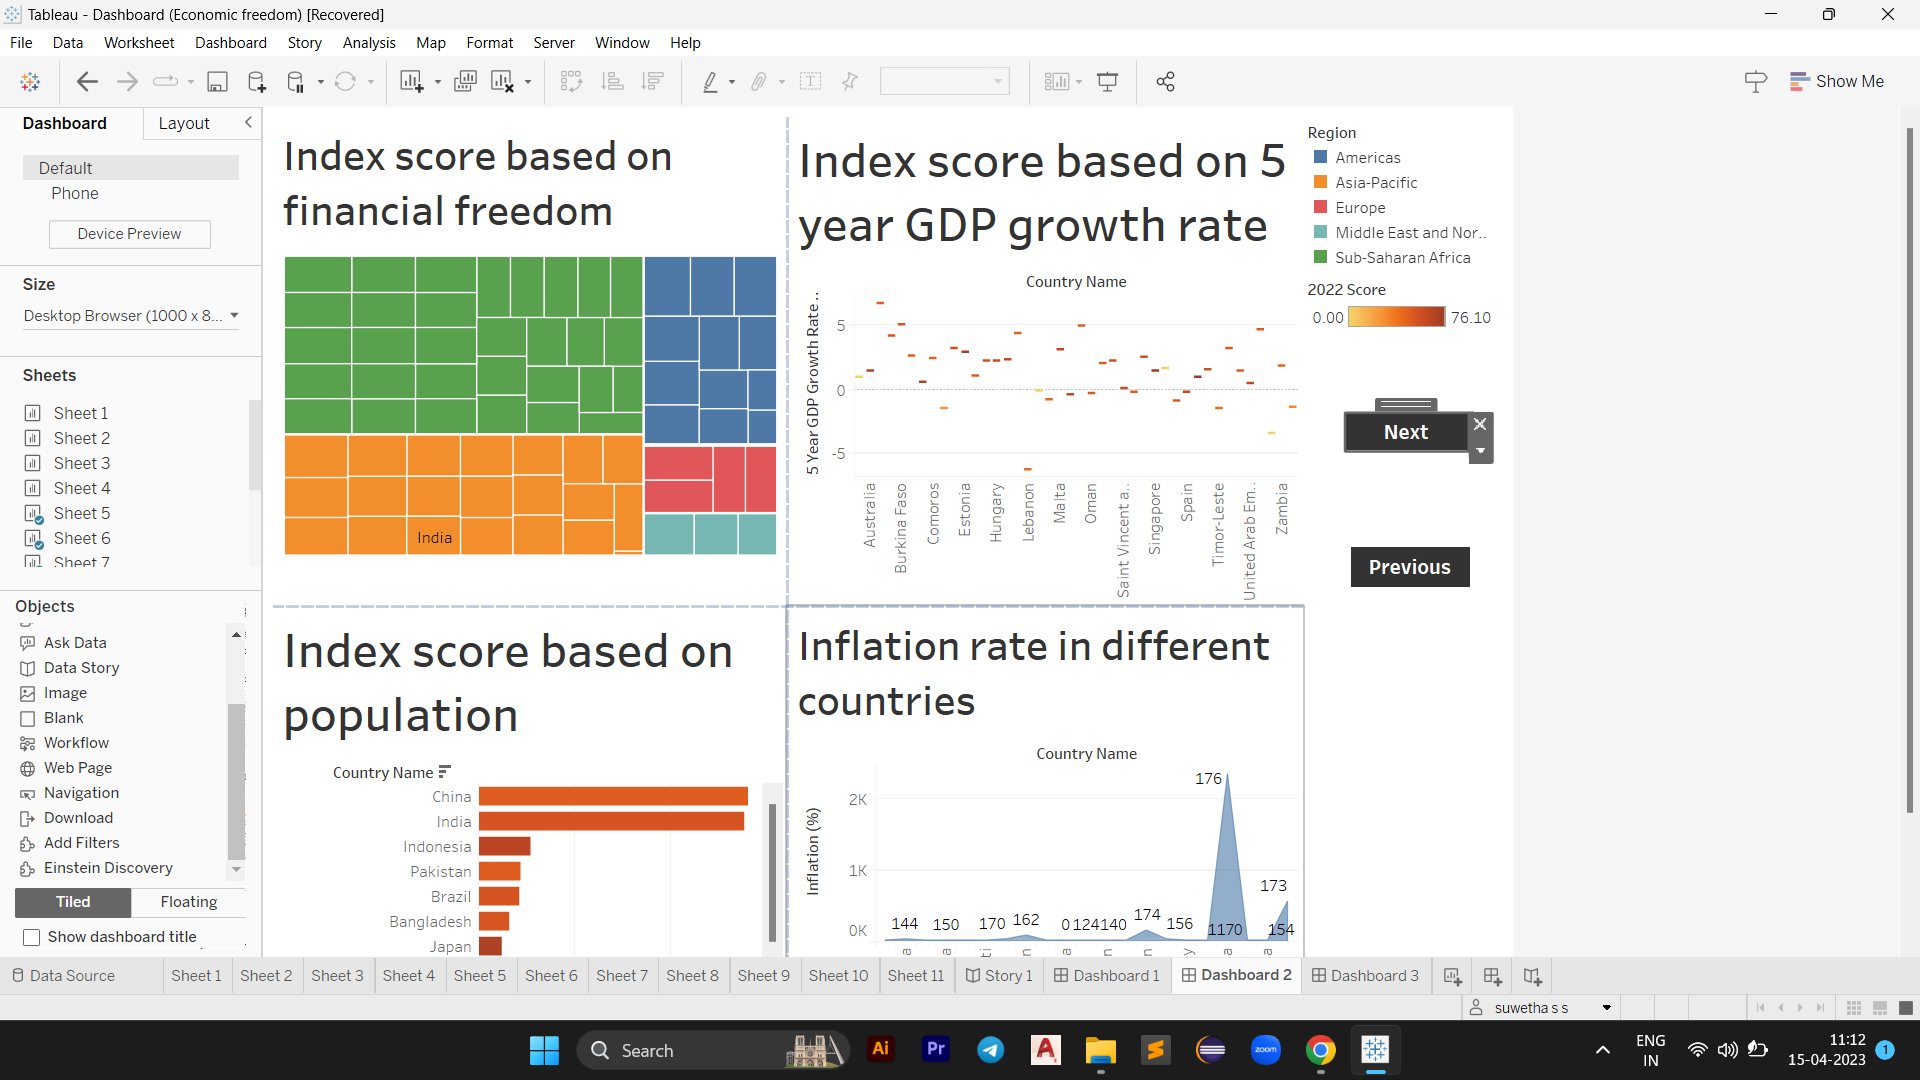 Tableau - Dashboard (Economic freedom) [Recovered]
File Data Worksheet Dashboard Story Analysis Map Format Server Window Help
Show Me
Dashboard Layout
Default
Phone
Device Preview
Size
Desktop Browser (1000 x 8...
Sheets
Sheet 1
Sheet 2
Sheet 3
Sheet 4
Sheet 5
Sheet 6
Sheet 7
Objects
Ask Data
Data Story
Image
Blank
Workflow
Web Page
Navigation
Download
Add Filters
Einstein Discovery
Tiled Floating
Show dashboard title
Index score based on
financial freedom
India
Index score based on 5
year GDP growth rate
Country Name
5 Year GDP Growth Rate ..
5
0
-5
Australia
Burkina Faso
Comoros
Estonia
Hungary
Lebanon
Malta
Oman
Saint Vincent a..
Singapore
Spain
Timor-Leste
United Arab Em..
Zambia
Region
Americas
Asia-Pacific
Europe
Middle East and Nor..
Sub-Saharan Africa
2022 Score
0.00 76.10
Next
Previous
Index score based on
population
Country Name
China
India
Indonesia
Pakistan
Brazil
Bangladesh
Japan
Inflation rate in different
countries
Country Name
Inflation (%)
2K
1K
0K
176
173
144 150 170 162 0 124 140 174 156 1170 154
Data Source Sheet 1 Sheet 2 Sheet 3 Sheet 4 Sheet 5 Sheet 6 Sheet 7 Sheet 8 Sheet 9 Sheet 10 Sheet 11 Story 1 Dashboard 1 Dashboard 2 Dashboard 3
suwetha s s
Search
Ai
Pr
zoom
ENG
IN
11:12
15-04-2023
1